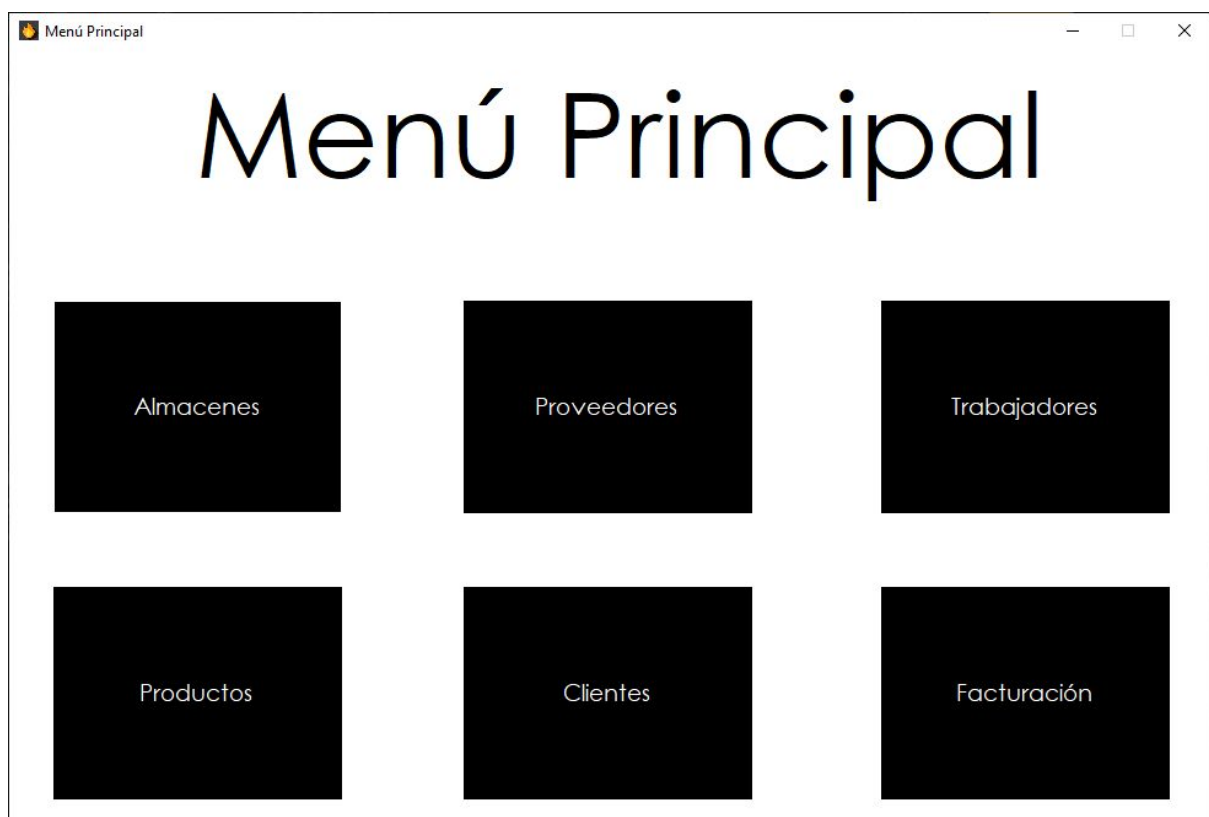 Menú Principal
Menú Principal
Almacenes
Proveedores
Trabajadores
Productos
Clientes
Facturación